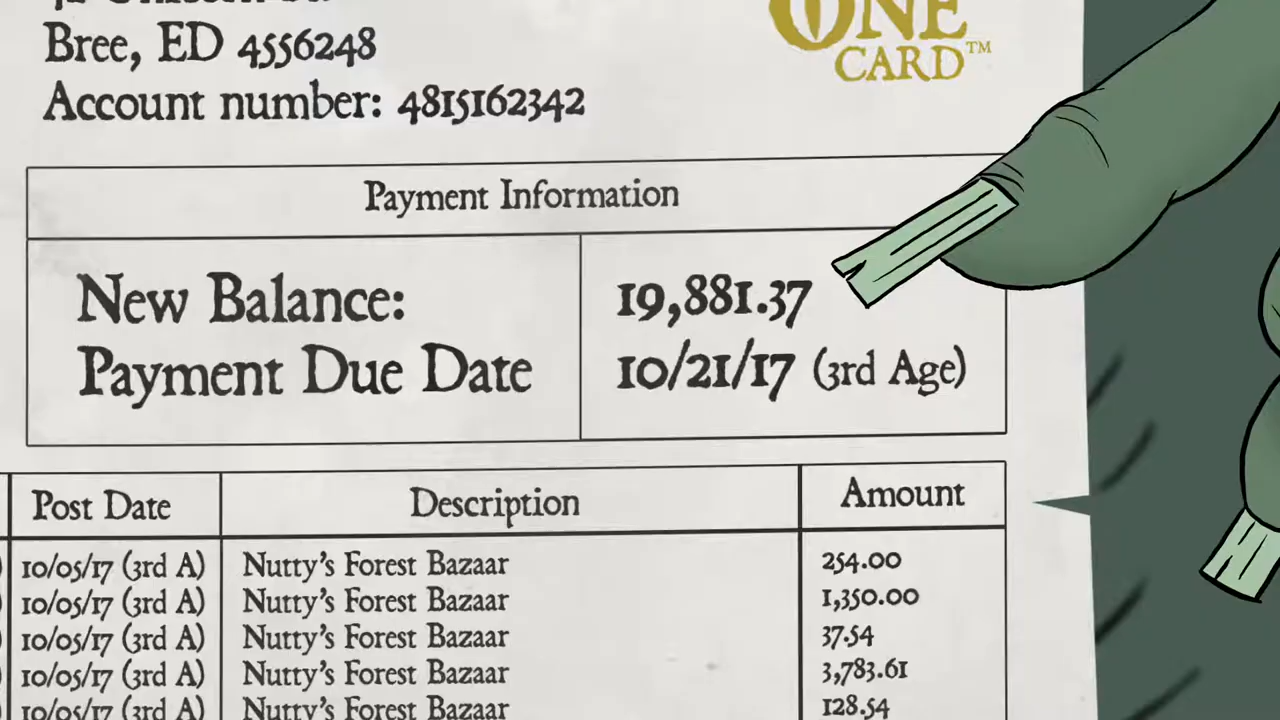 Bree, ED 4556248
Account number: 4815162342
ONE
CARD™
Payment Information
New Balance: 19,881.37
Payment Due Date 10/21/17 (3rd Age)
Post Date Description Amount
10/05/17 (3rd A) Nutty's Forest Bazaar 254.00
10/05/17 (3rd A) Nutty's Forest Bazaar 1,350.00
10/05/17 (3rd A) Nutty's Forest Bazaar 37.54
10/05/17 (3rd A) Nutty's Forest Bazaar 3,783.61
10/05/17 (3rd A) Nutty's Forest Bazaar 128.54